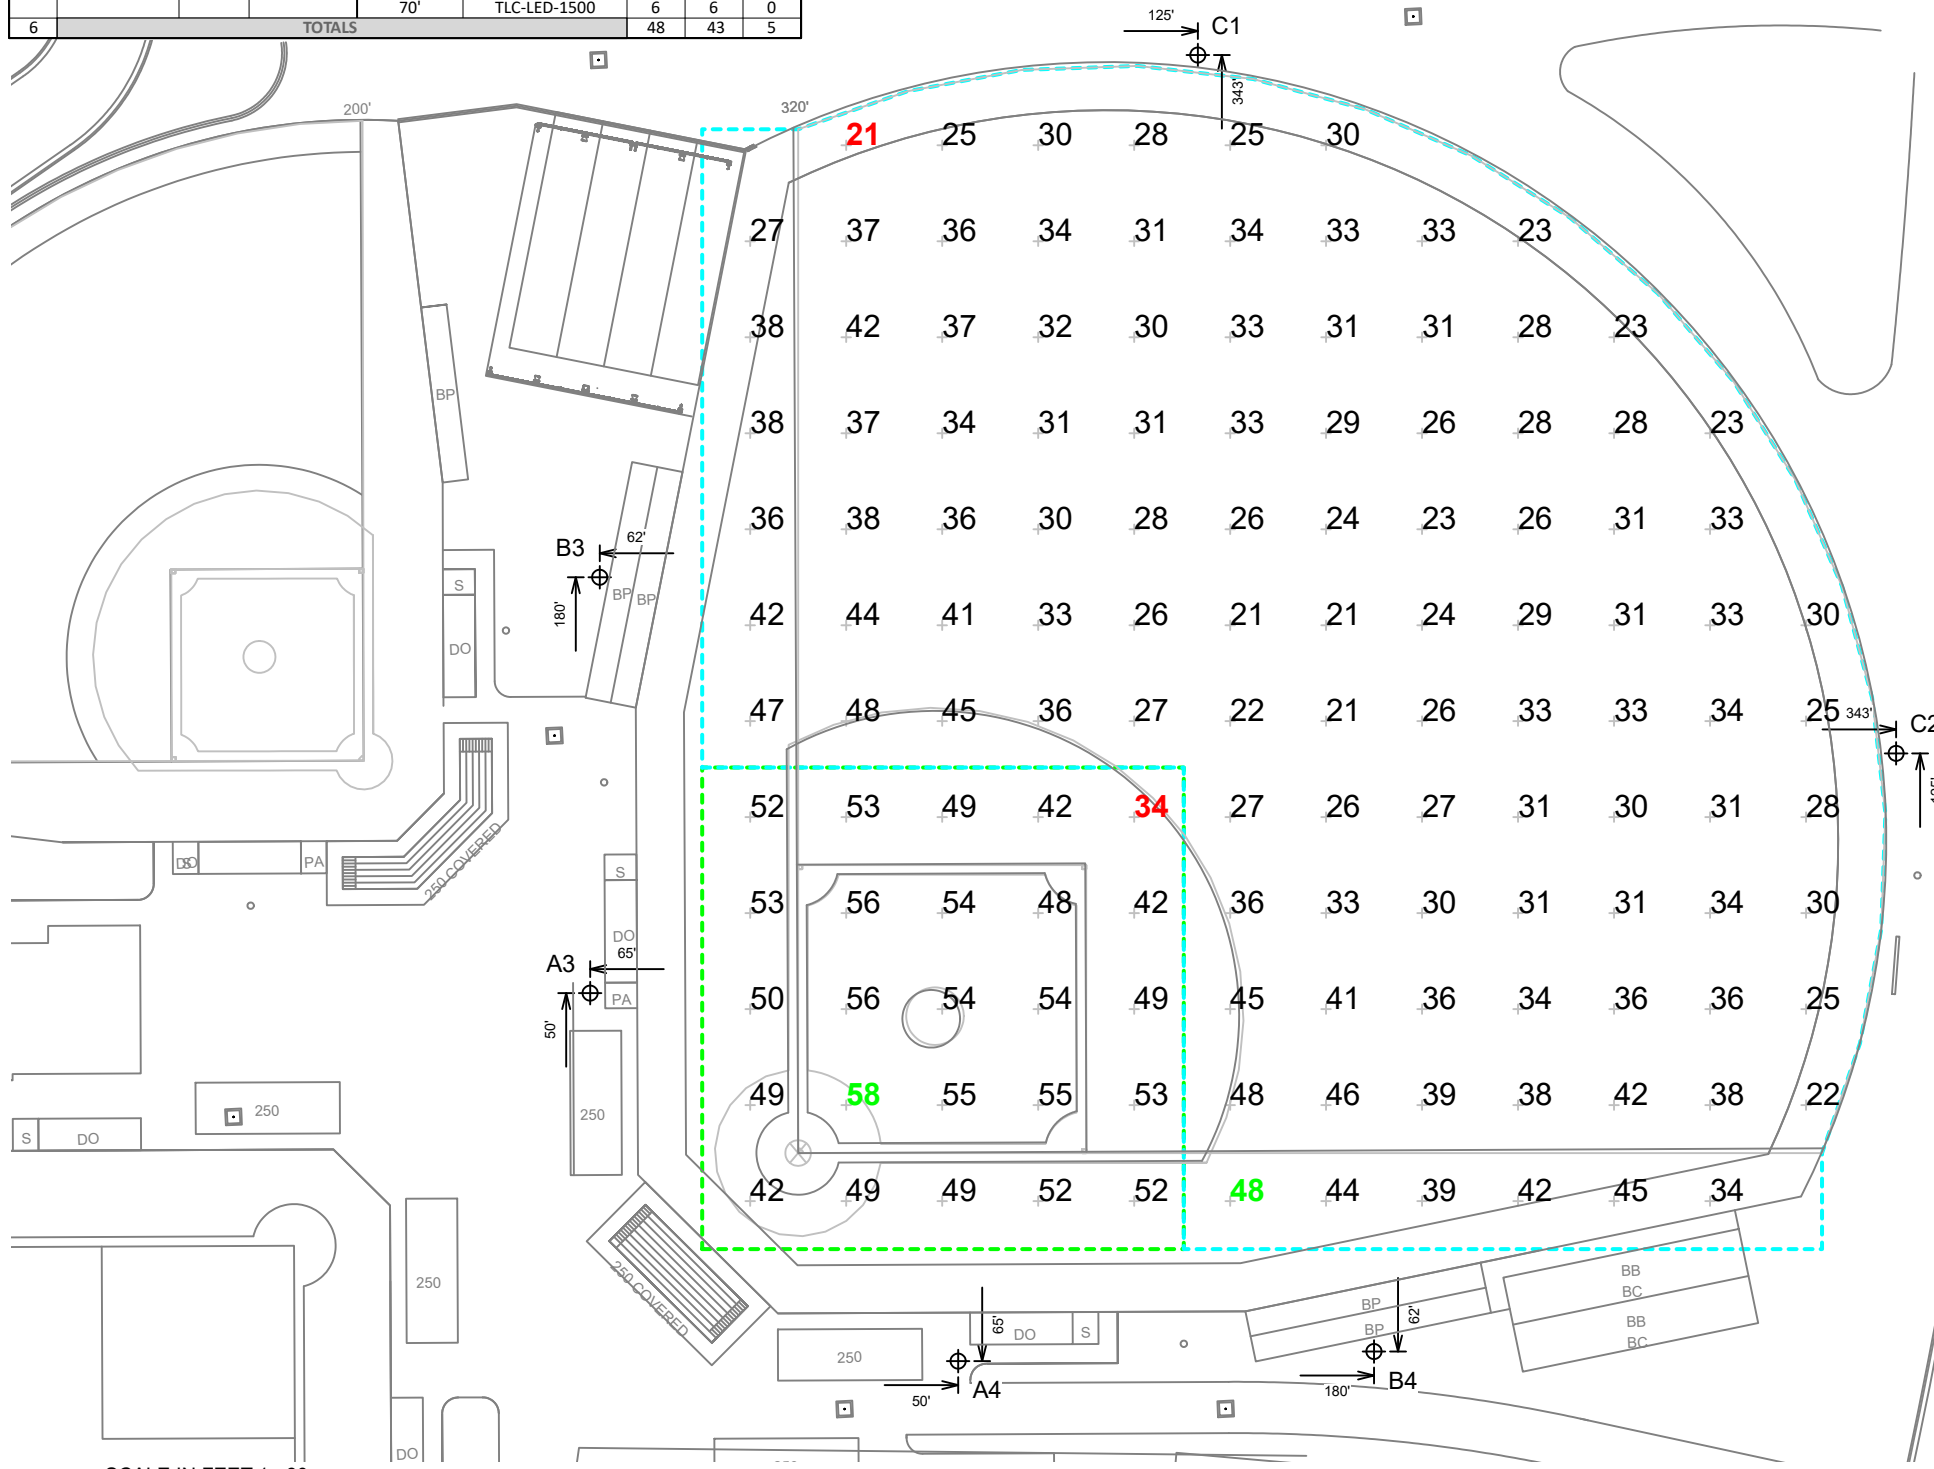 70' TLC-LED-1500 6 6 0
6 TOTALS 48 43 5
125' C1
343'
200'
320'
21 25 30 28 25 30
27 37 36 34 31 34 33 33 23
38 42 37 32 30 33 31 31 28 23
BP
38 37 34 31 31 33 29 26 28 28 23
36 38 36 30 28 26 24 23 26 31 33
B3 62'
180'
BP BP
S
DO
42 44 41 33 26 21 21 24 29 31 33 30
47 48 45 36 27 22 21 26 33 33 34 25
343' C2
52 53 49 42 34 27 26 27 31 30 31 28
DO S PA
250 COVERED
S
DO
53 56 54 48 42 36 33 30 31 31 34 30
A3 65'
PA
50'
50 56 54 54 49 45 41 36 34 36 36 25
49 58 55 55 53 48 46 39 38 42 38 22
250
250
S DO
42 49 49 52 52 48 44 39 42 45 34
250
250 COVERED
65'
DO S
BP
BP
62'
BB
BC
BB
BC
250
50' A4
180' B4
DO